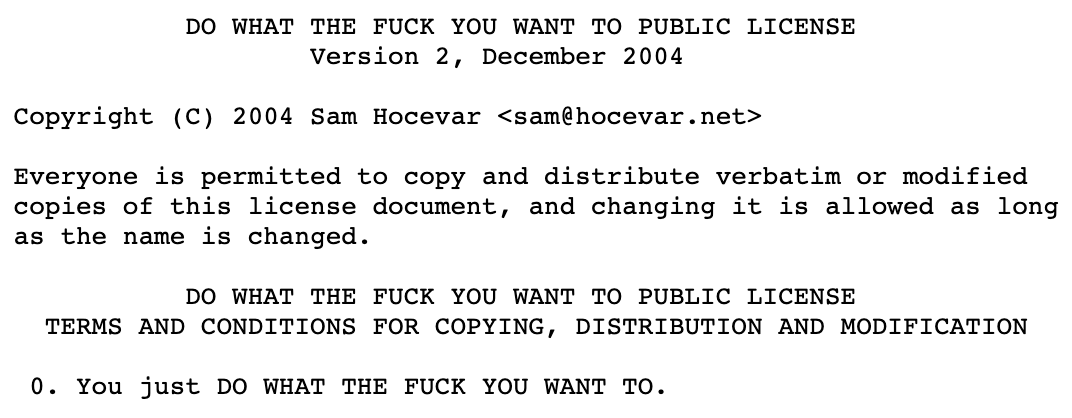 DO WHAT THE FUCK YOU WANT TO PUBLIC LICENSE
Version 2, December 2004
Copyright (C) 2004 Sam Hocevar <sam@hocevar.net>
Everyone is permitted to copy and distribute verbatim or modified
copies of this license document, and changing it is allowed as long
as the name is changed.
DO WHAT THE FUCK YOU WANT TO PUBLIC LICENSE
TERMS AND CONDITIONS FOR COPYING, DISTRIBUTION AND MODIFICATION
0. You just DO WHAT THE FUCK YOU WANT TO.